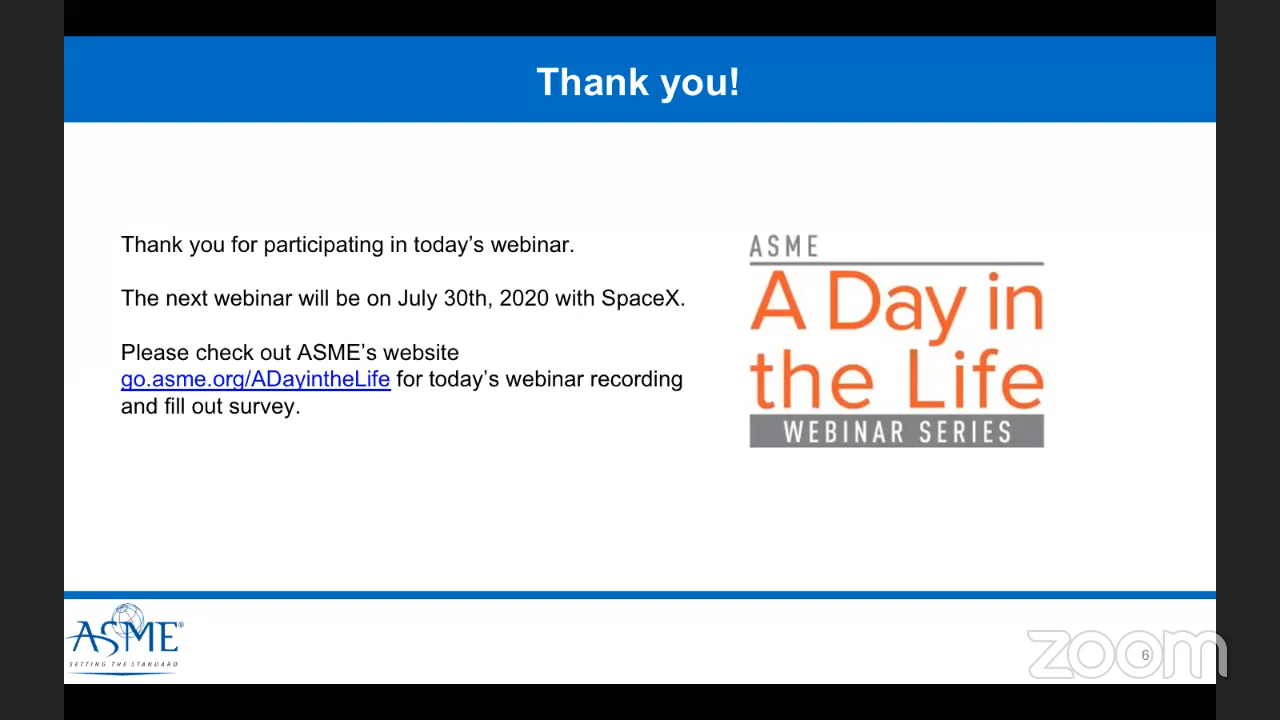 Thank you!
Thank you for participating in today’s webinar.
The next webinar will be on July 30th, 2020 with SpaceX.
Please check out ASME’s website
go.asme.org/ADayintheLife for today’s webinar recording
and fill out survey.
ASME
A Day in
the Life
WEBINAR SERIES
ASME®
SETTING THE STANDARD
zoom
6